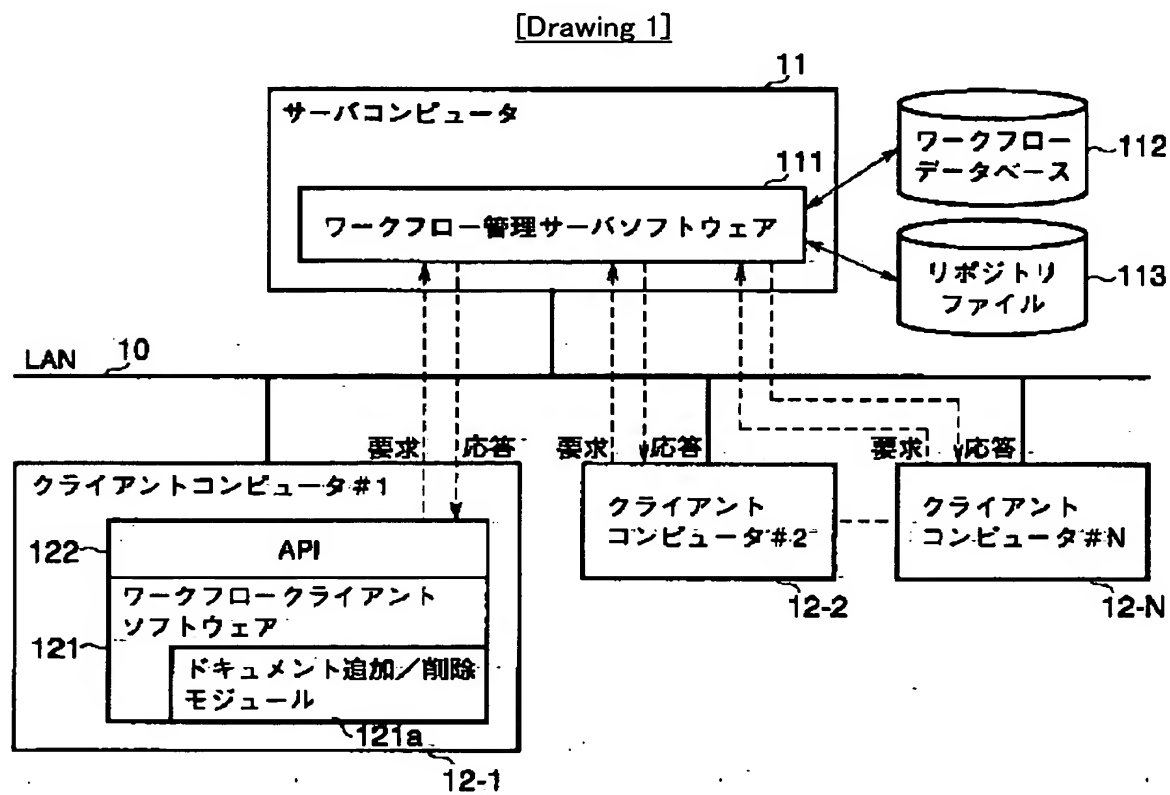 [Drawing 1]
11
サーバコンピュータ
111
ワークフロー管理サーバソフトウェア
ワークフロー
データベース
112
リポジトリ
ファイル
113
LAN
10
要求
応答
要求
応答
要求
応答
クライアントコンピュータ#1
122
API
121
ワークフロークライアント
ソフトウェア
ドキュメント追加/削除
モジュール
121a
12-1
クライアント
コンピュータ#2
12-2
クライアント
コンピュータ#N
12-N